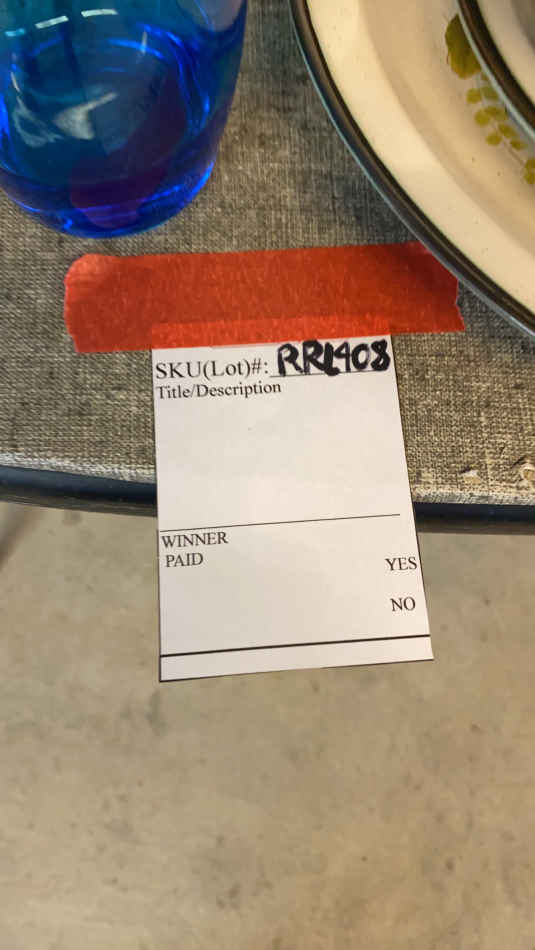 SKU(Lot)#: RRL408
Title/Description
WINNER
PAID YES
NO